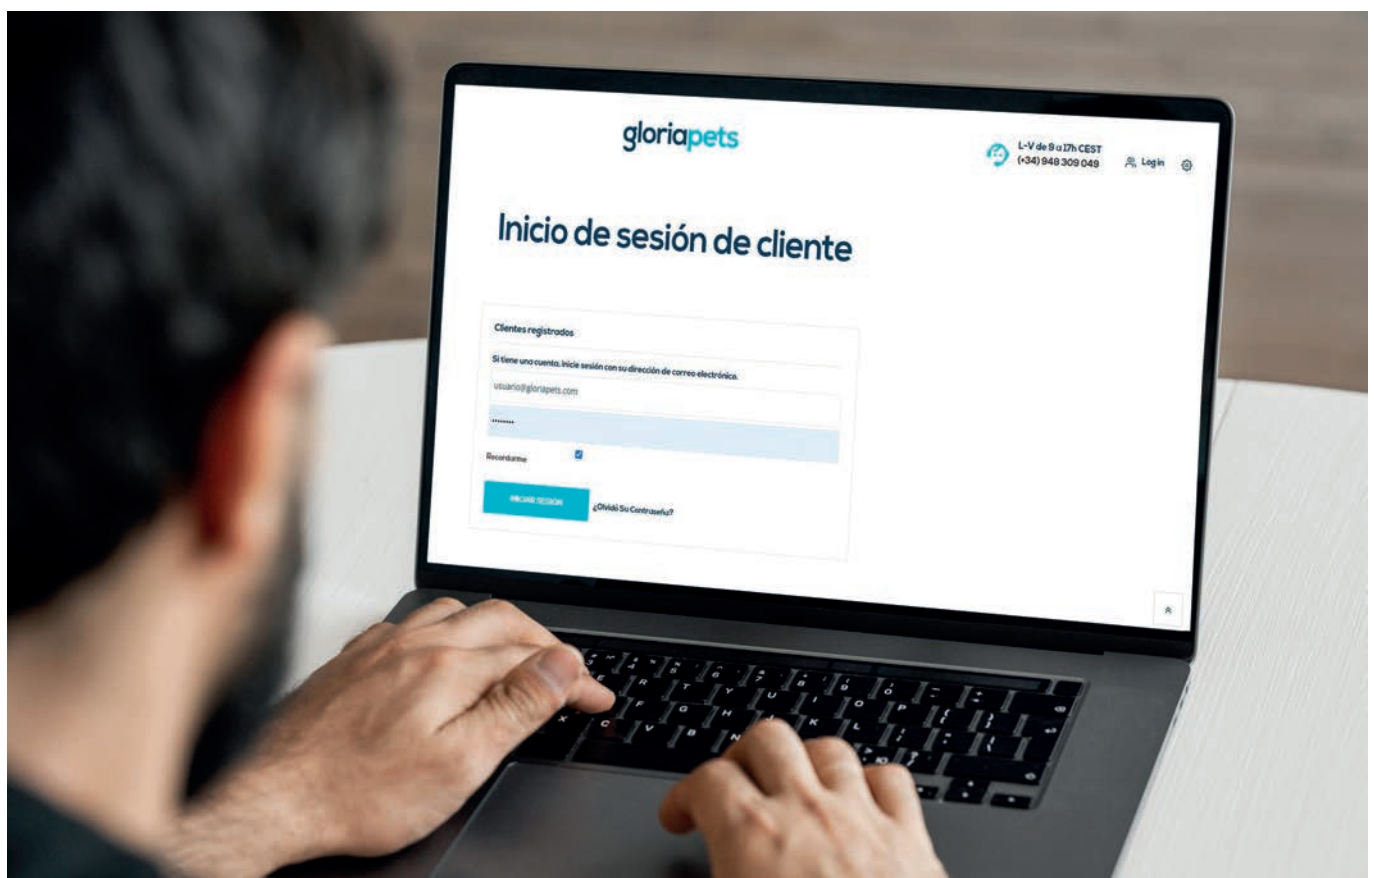 gloriapets
L-V de 9 a 17h CEST
(+34) 948 309 049
Login
Inicio de sesión de cliente
Clientes registrados
Si tiene una cuenta, inicie sesión con su dirección de correo electrónico.
usuario@gloriapets.com
Recordarme
INICIAR SESIÓN
¿Olvidó Su Contraseña?